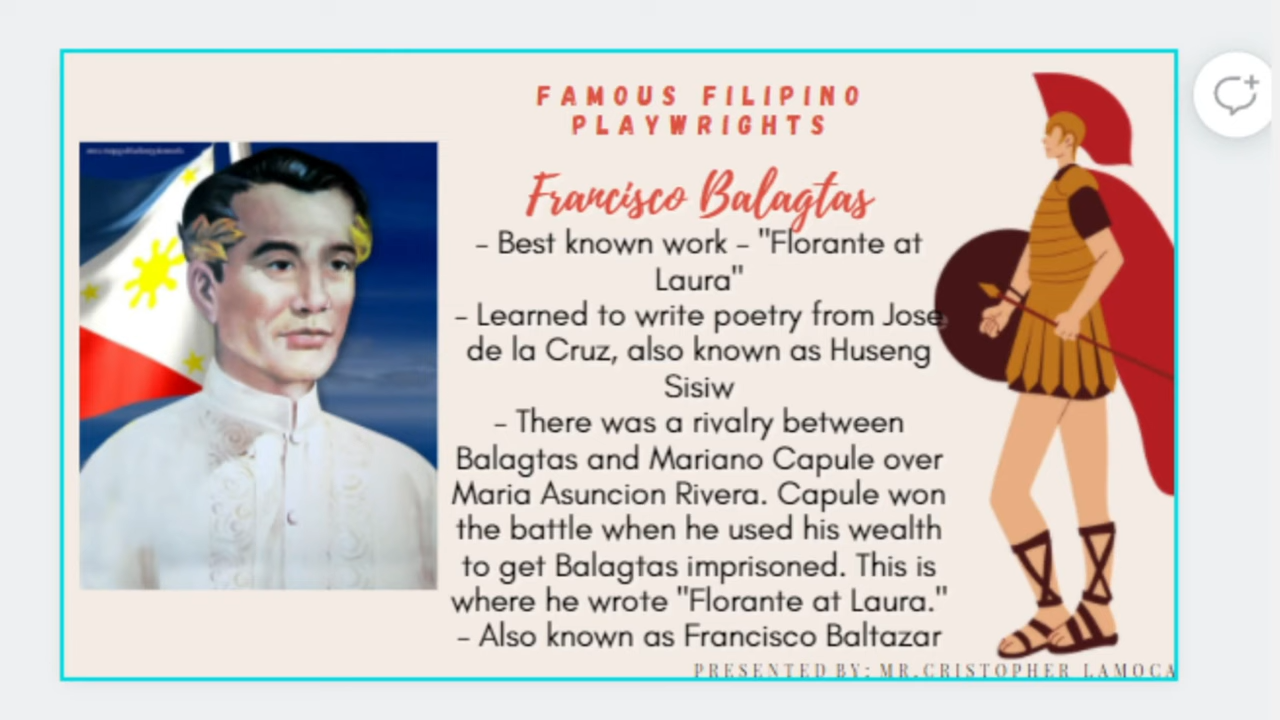 FAMOUS FILIPINO
PLAYWRIGHTS
Francisco Balagtas
- Best known work - "Florante at
Laura"
- Learned to write poetry from Jose
de la Cruz, also known as Huseng
Sisiw
- There was a rivalry between
Balagtas and Mariano Capule over
Maria Asuncion Rivera. Capule won
the battle when he used his wealth
to get Balagtas imprisoned. This is
where he wrote "Florante at Laura."
- Also known as Francisco Baltazar
PRESENTED BY: MR.CRISTOPHER LAMOCA